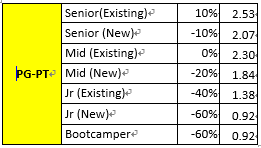 Senior(Existing) 10% 2.53
Senior (New) -10% 2.07
Mid (Existing) 0% 2.30
PG-PT Mid (New) -20% 1.84
Jr (Existing) -40% 1.38
Jr (New) -60% 0.92
Bootcamper -60% 0.92